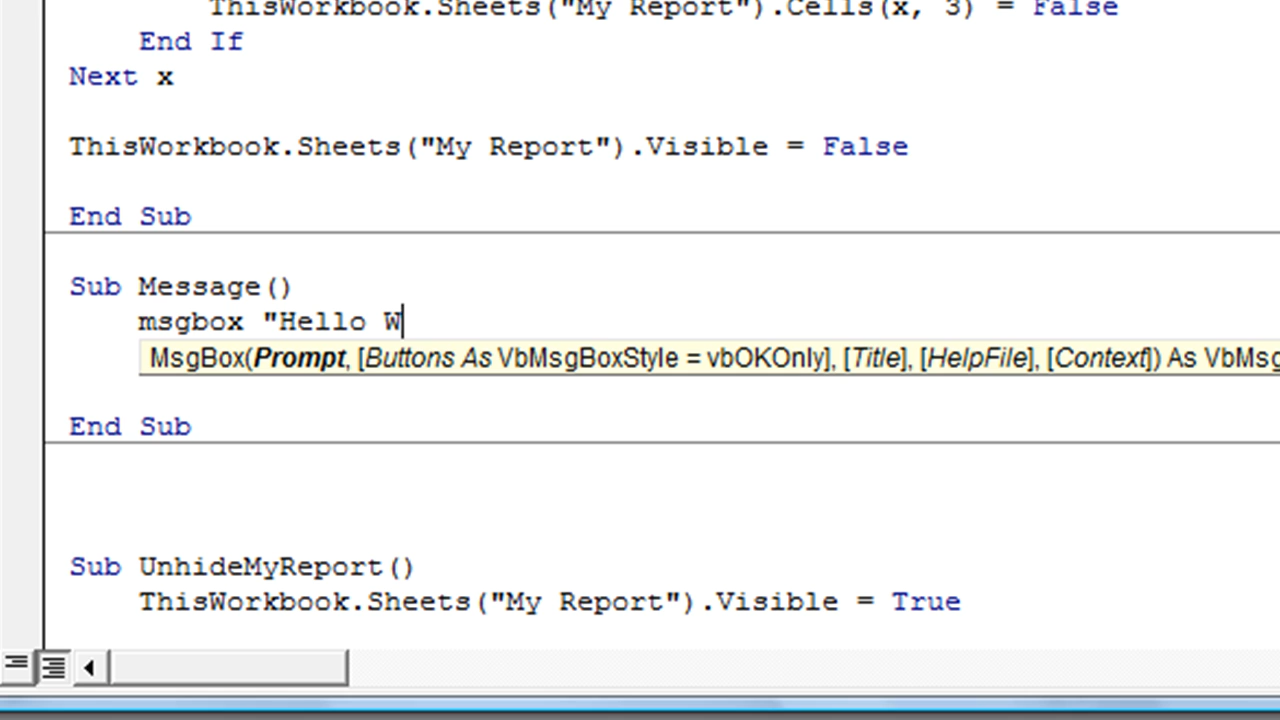 ThisWorkbook.Sheets("My Report").Cells(x, 3) = False
End If
Next x
ThisWorkbook.Sheets("My Report").Visible = False
End Sub
Sub Message()
msgbox "Hello W
MsgBox(Prompt, [Buttons As VbMsgBoxStyle = vbOKOnly], [Title], [HelpFile], [Context]) As VbMsg
End Sub
Sub UnhideMyReport()
ThisWorkbook.Sheets("My Report").Visible = True